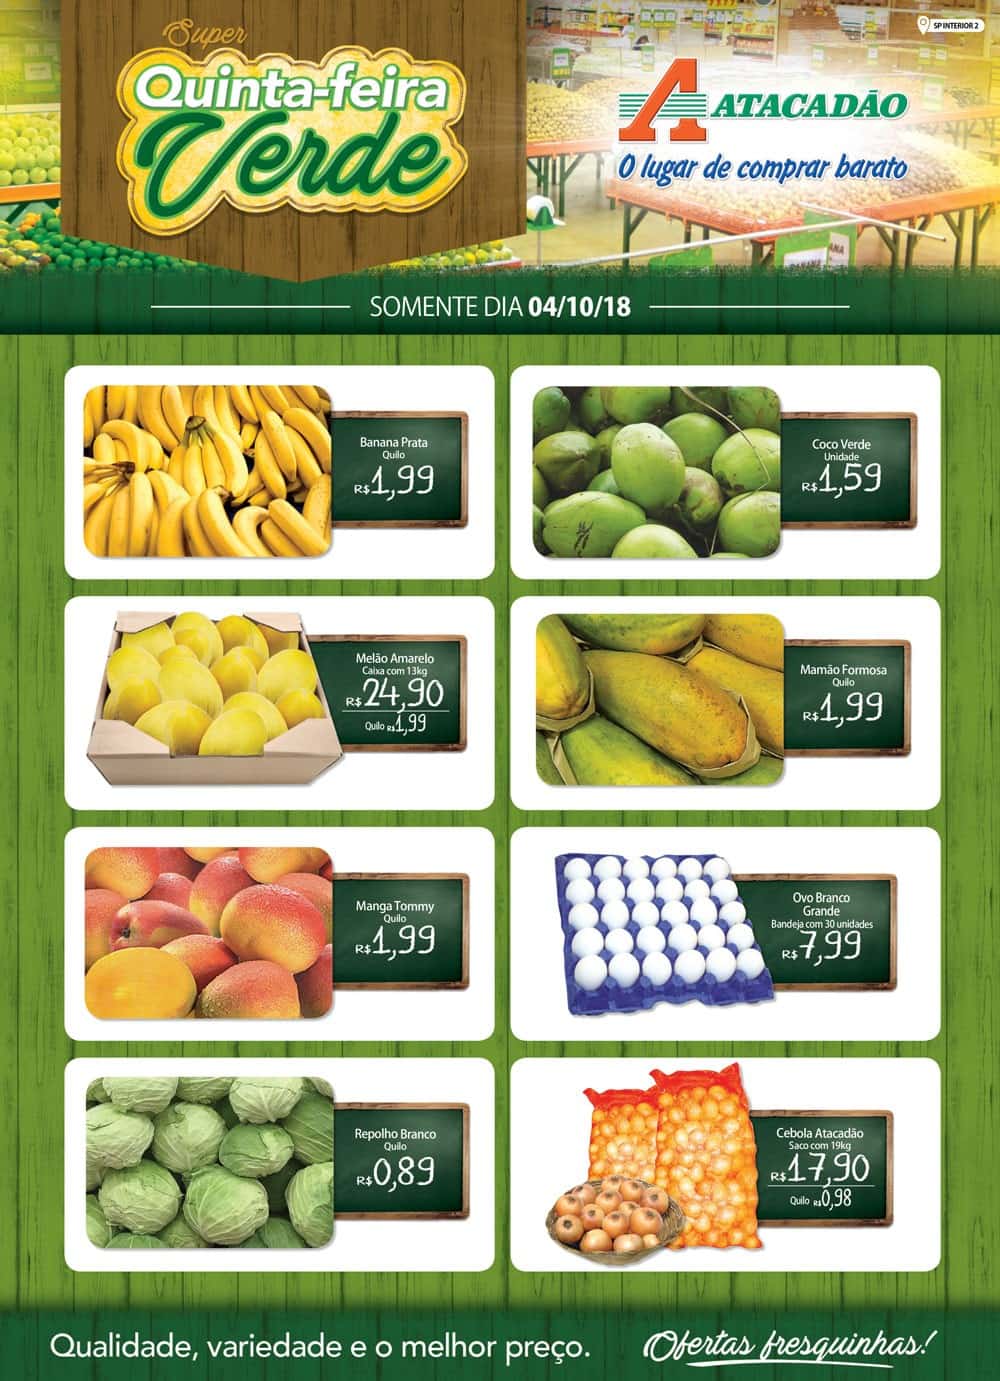 SP INTERIOR 2
Super
Quinta-feira
Verde
ATACADÃO
O lugar de comprar barato
SOMENTE DIA 04/10/18
Banana Prata
Quilo
R$1,99
Coco Verde
Unidade
R$1,59
Melão Amarelo
Caixa com 13kg
R$24,90
Quilo R$1,99
Mamão Formosa
Quilo
R$1,99
Manga Tommy
Quilo
R$1,99
Ovo Branco
Grande
Bandeja com 30 unidades
R$7,99
Repolho Branco
Quilo
R$0,89
Cebola Atacadão
Saco com 19kg
R$17,90
Quilo R$0,98
Qualidade, variedade e o melhor preço.
Ofertas fresquinhas!